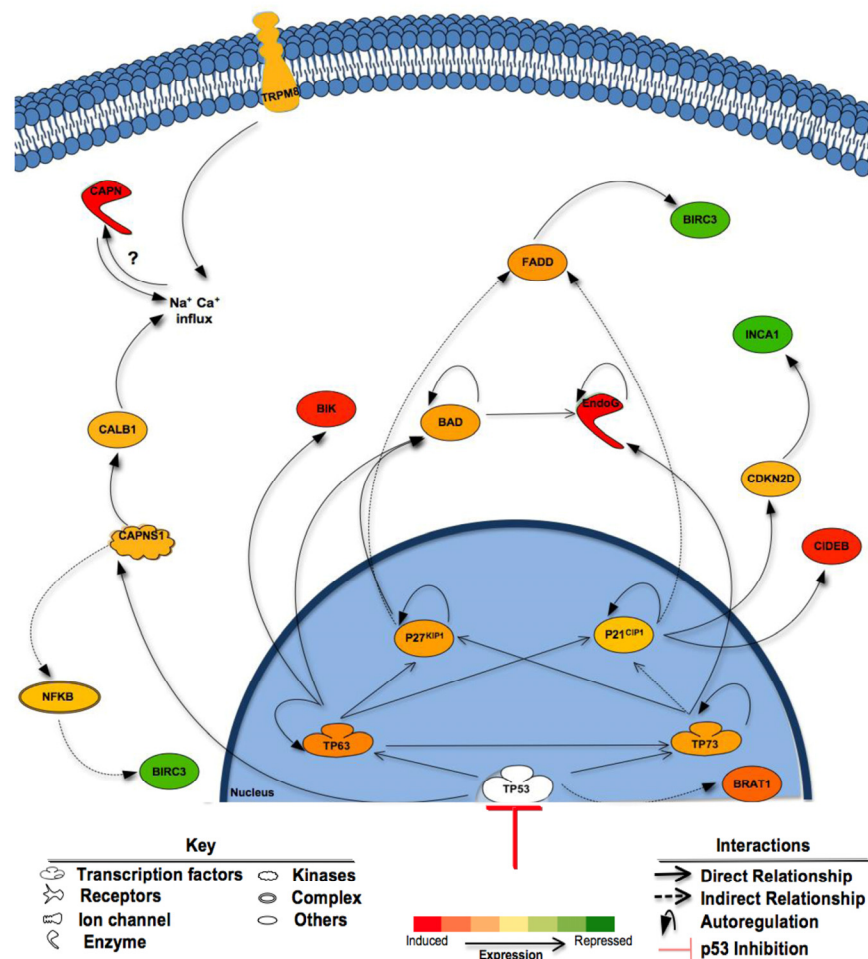 TRPM8
CAPN
?
Na⁺ Ca⁺
influx
BIRC3
FADD
INCA1
BIK
BAD
EndoG
CALB1
CDKN2D
CAPNS1
CIDEB
P27ᴷᴵᴾ¹
P21ᶜᴵᴾ¹
NFKB
TP63
TP73
BIRC3
Nucleus
TP53
BRAT1
Key
Transcription factors
Kinases
Receptors
Complex
Ion channel
Others
Enzyme
Induced
Repressed
Expression
Interactions
Direct Relationship
Indirect Relationship
Autoregulation
p53 Inhibition